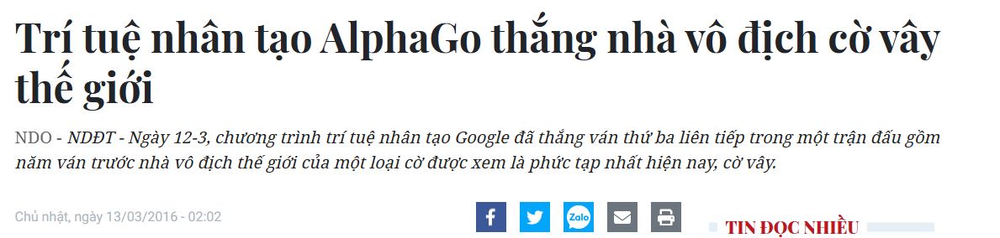 Trí tuệ nhân tạo AlphaGo thắng nhà vô địch cờ vây
thế giới
NDO - NDĐT - Ngày 12-3, chương trình trí tuệ nhân tạo Google đã thắng ván thứ ba liên tiếp trong một trận đấu gồm
năm ván trước nhà vô địch thế giới của một loại cờ được xem là phức tạp nhất hiện nay, cờ vây.
Chủ nhật, ngày 13/03/2016 - 02:02
Zalo
TIN ĐỌC NHIỀU